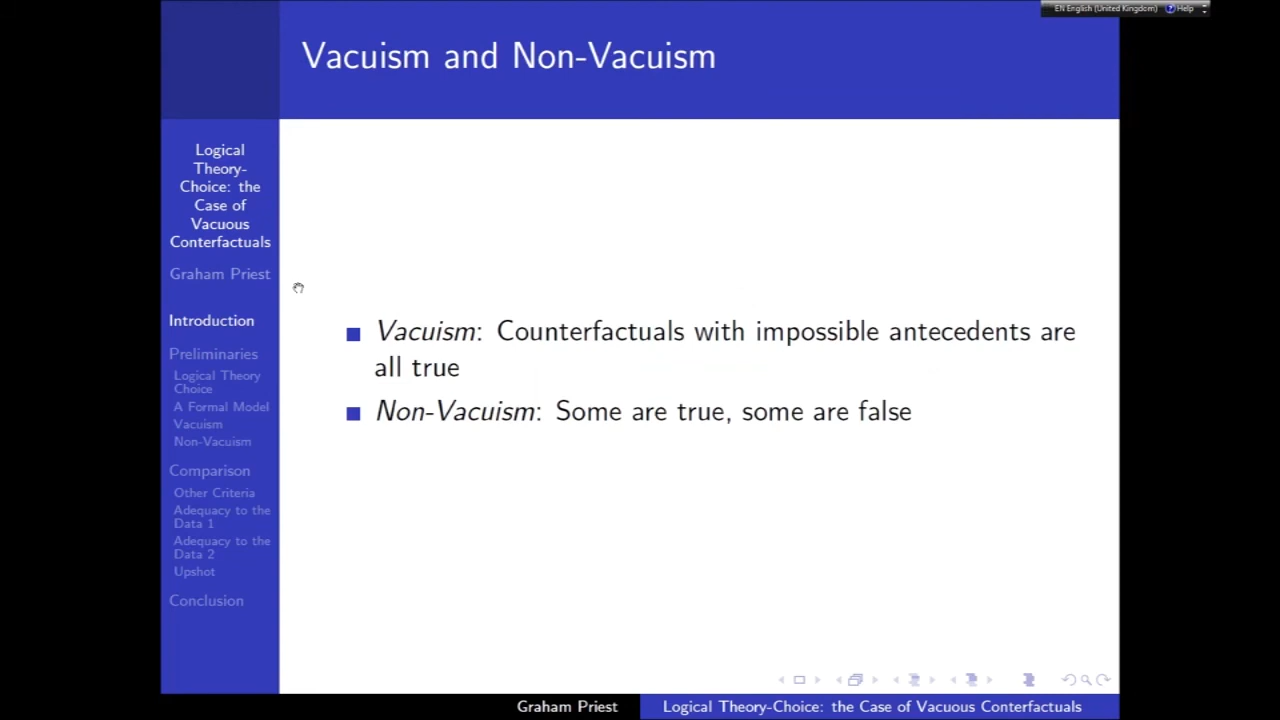 EN English (United Kingdom) Help
Vacuism and Non-Vacuism
Logical
Theory-
Choice: the
Case of
Vacuous
Conterfactuals
Graham Priest
Introduction
Preliminaries
Logical Theory
Choice
A Formal Model
Vacuism
Non-Vacuism
Comparison
Other Criteria
Adequacy to the
Data 1
Adequacy to the
Data 2
Upshot
Conclusion
Vacuism: Counterfactuals with impossible antecedents are
all true
Non-Vacuism: Some are true, some are false
Graham Priest
Logical Theory-Choice: the Case of Vacuous Conterfactuals